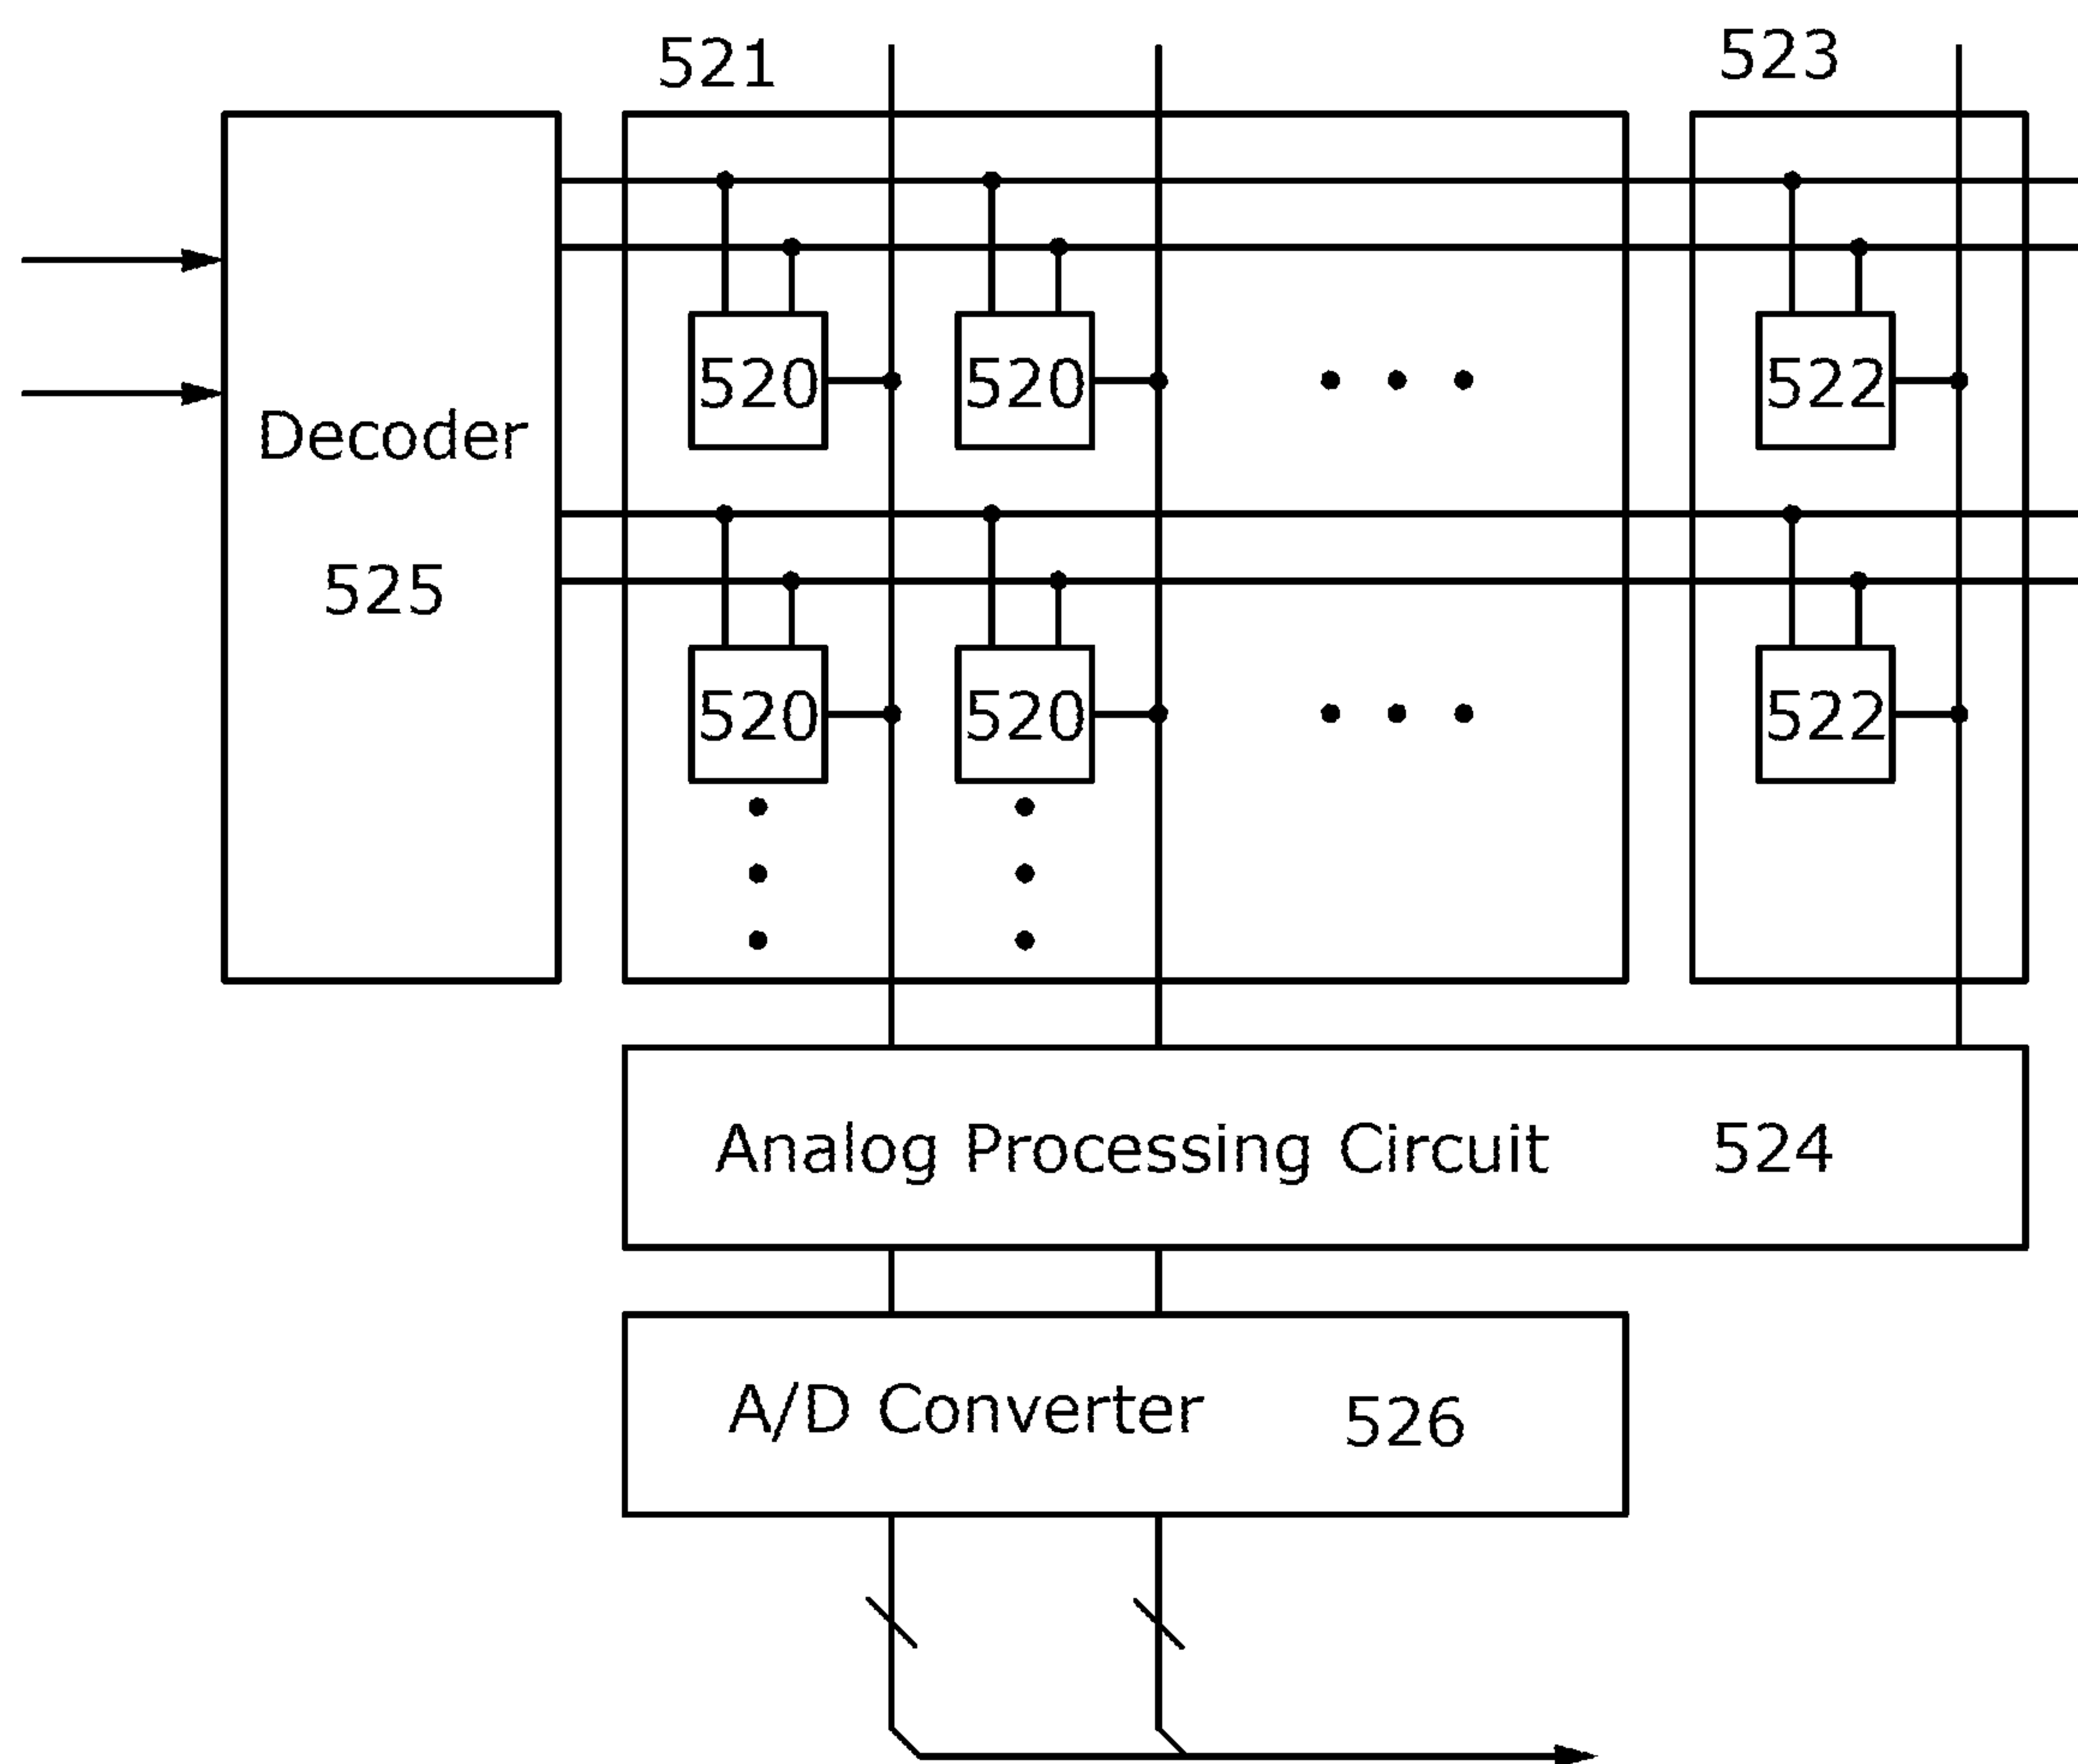 521
523
520 520 522
Decoder
525
520 520 522
Analog Processing Circuit 524
A/D Converter 526